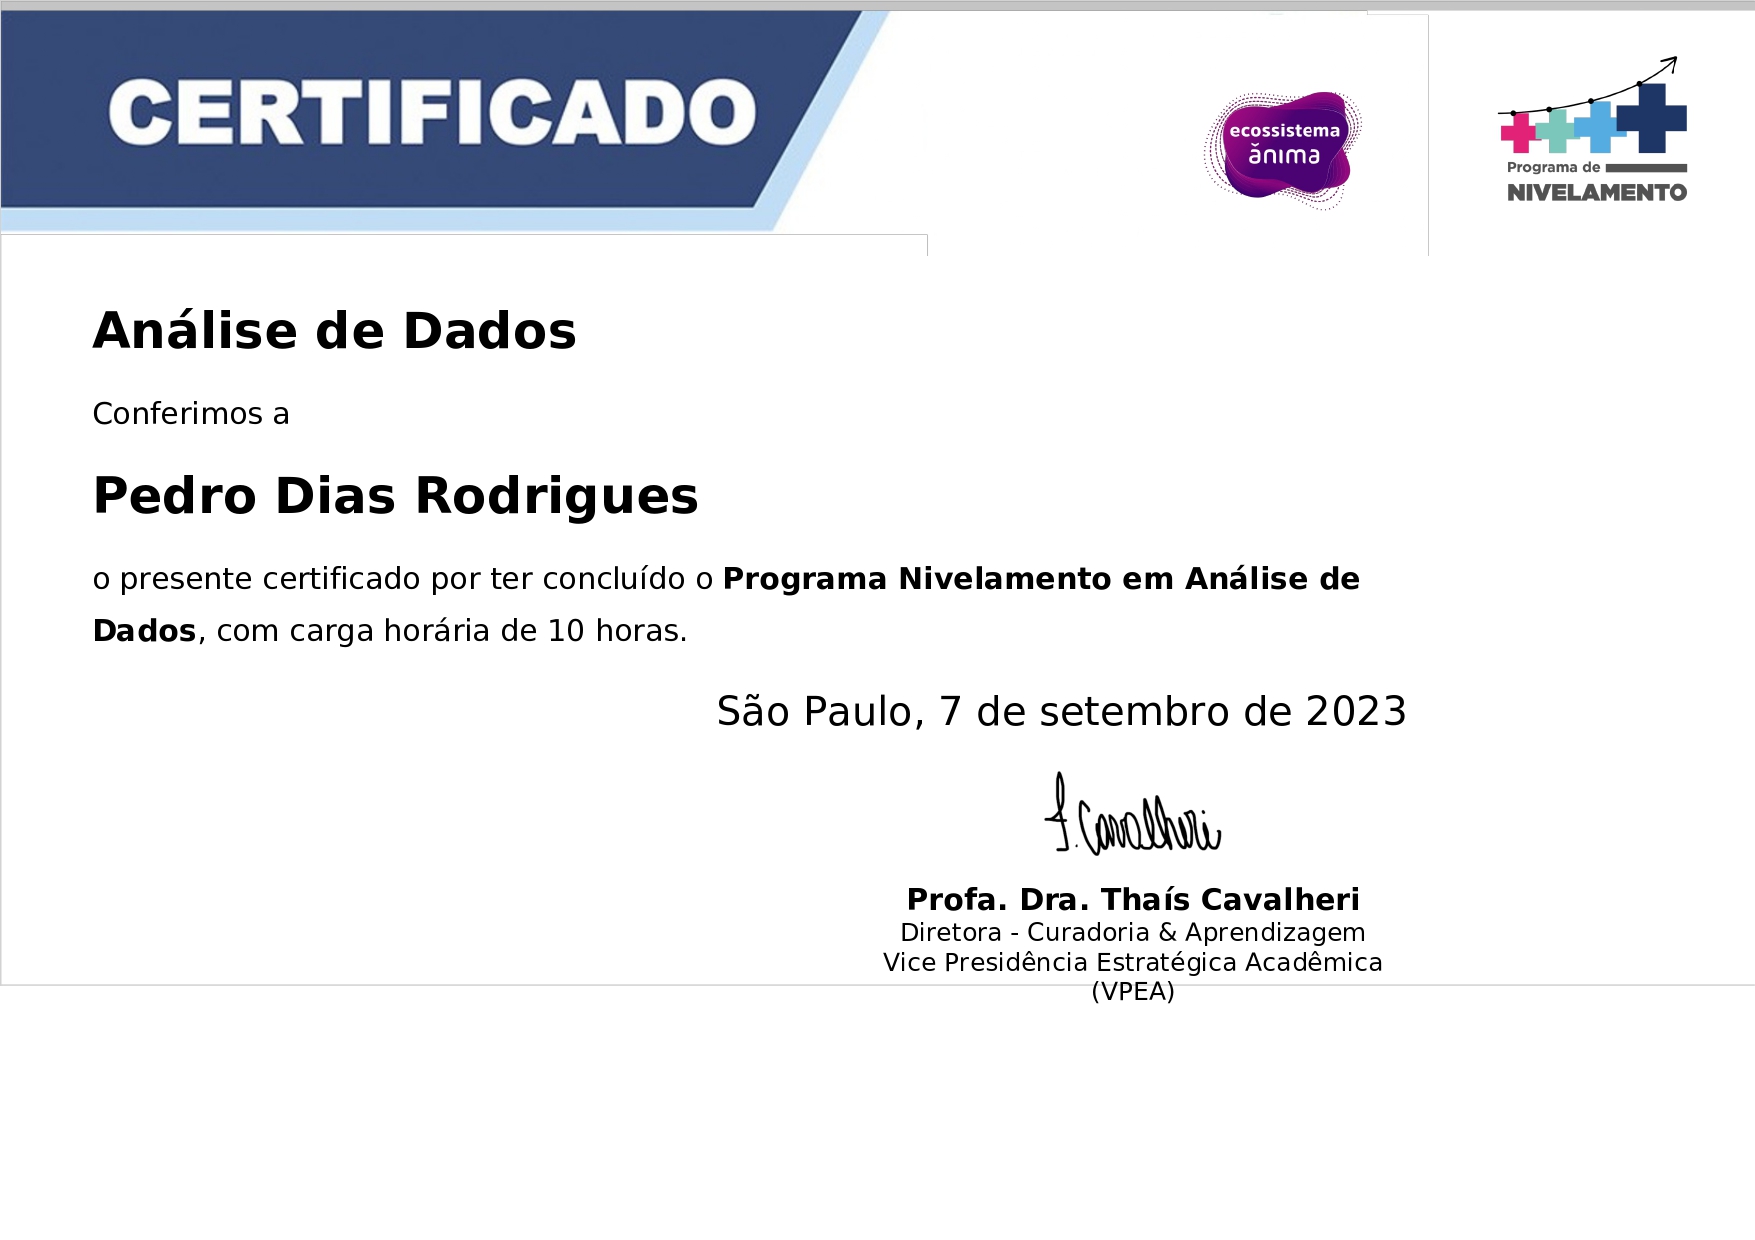 CERTIFICADO
ecossistema
ănıma
Programa de
NIVELAMENTO
Análise de Dados
Conferimos a
Pedro Dias Rodrigues
o presente certificado por ter concluído o Programa Nivelamento em Análise de
Dados, com carga horária de 10 horas.
São Paulo, 7 de setembro de 2023
T. Cavalheri
Profa. Dra. Thaís Cavalheri
Diretora - Curadoria & Aprendizagem
Vice Presidência Estratégica Acadêmica
(VPEA)